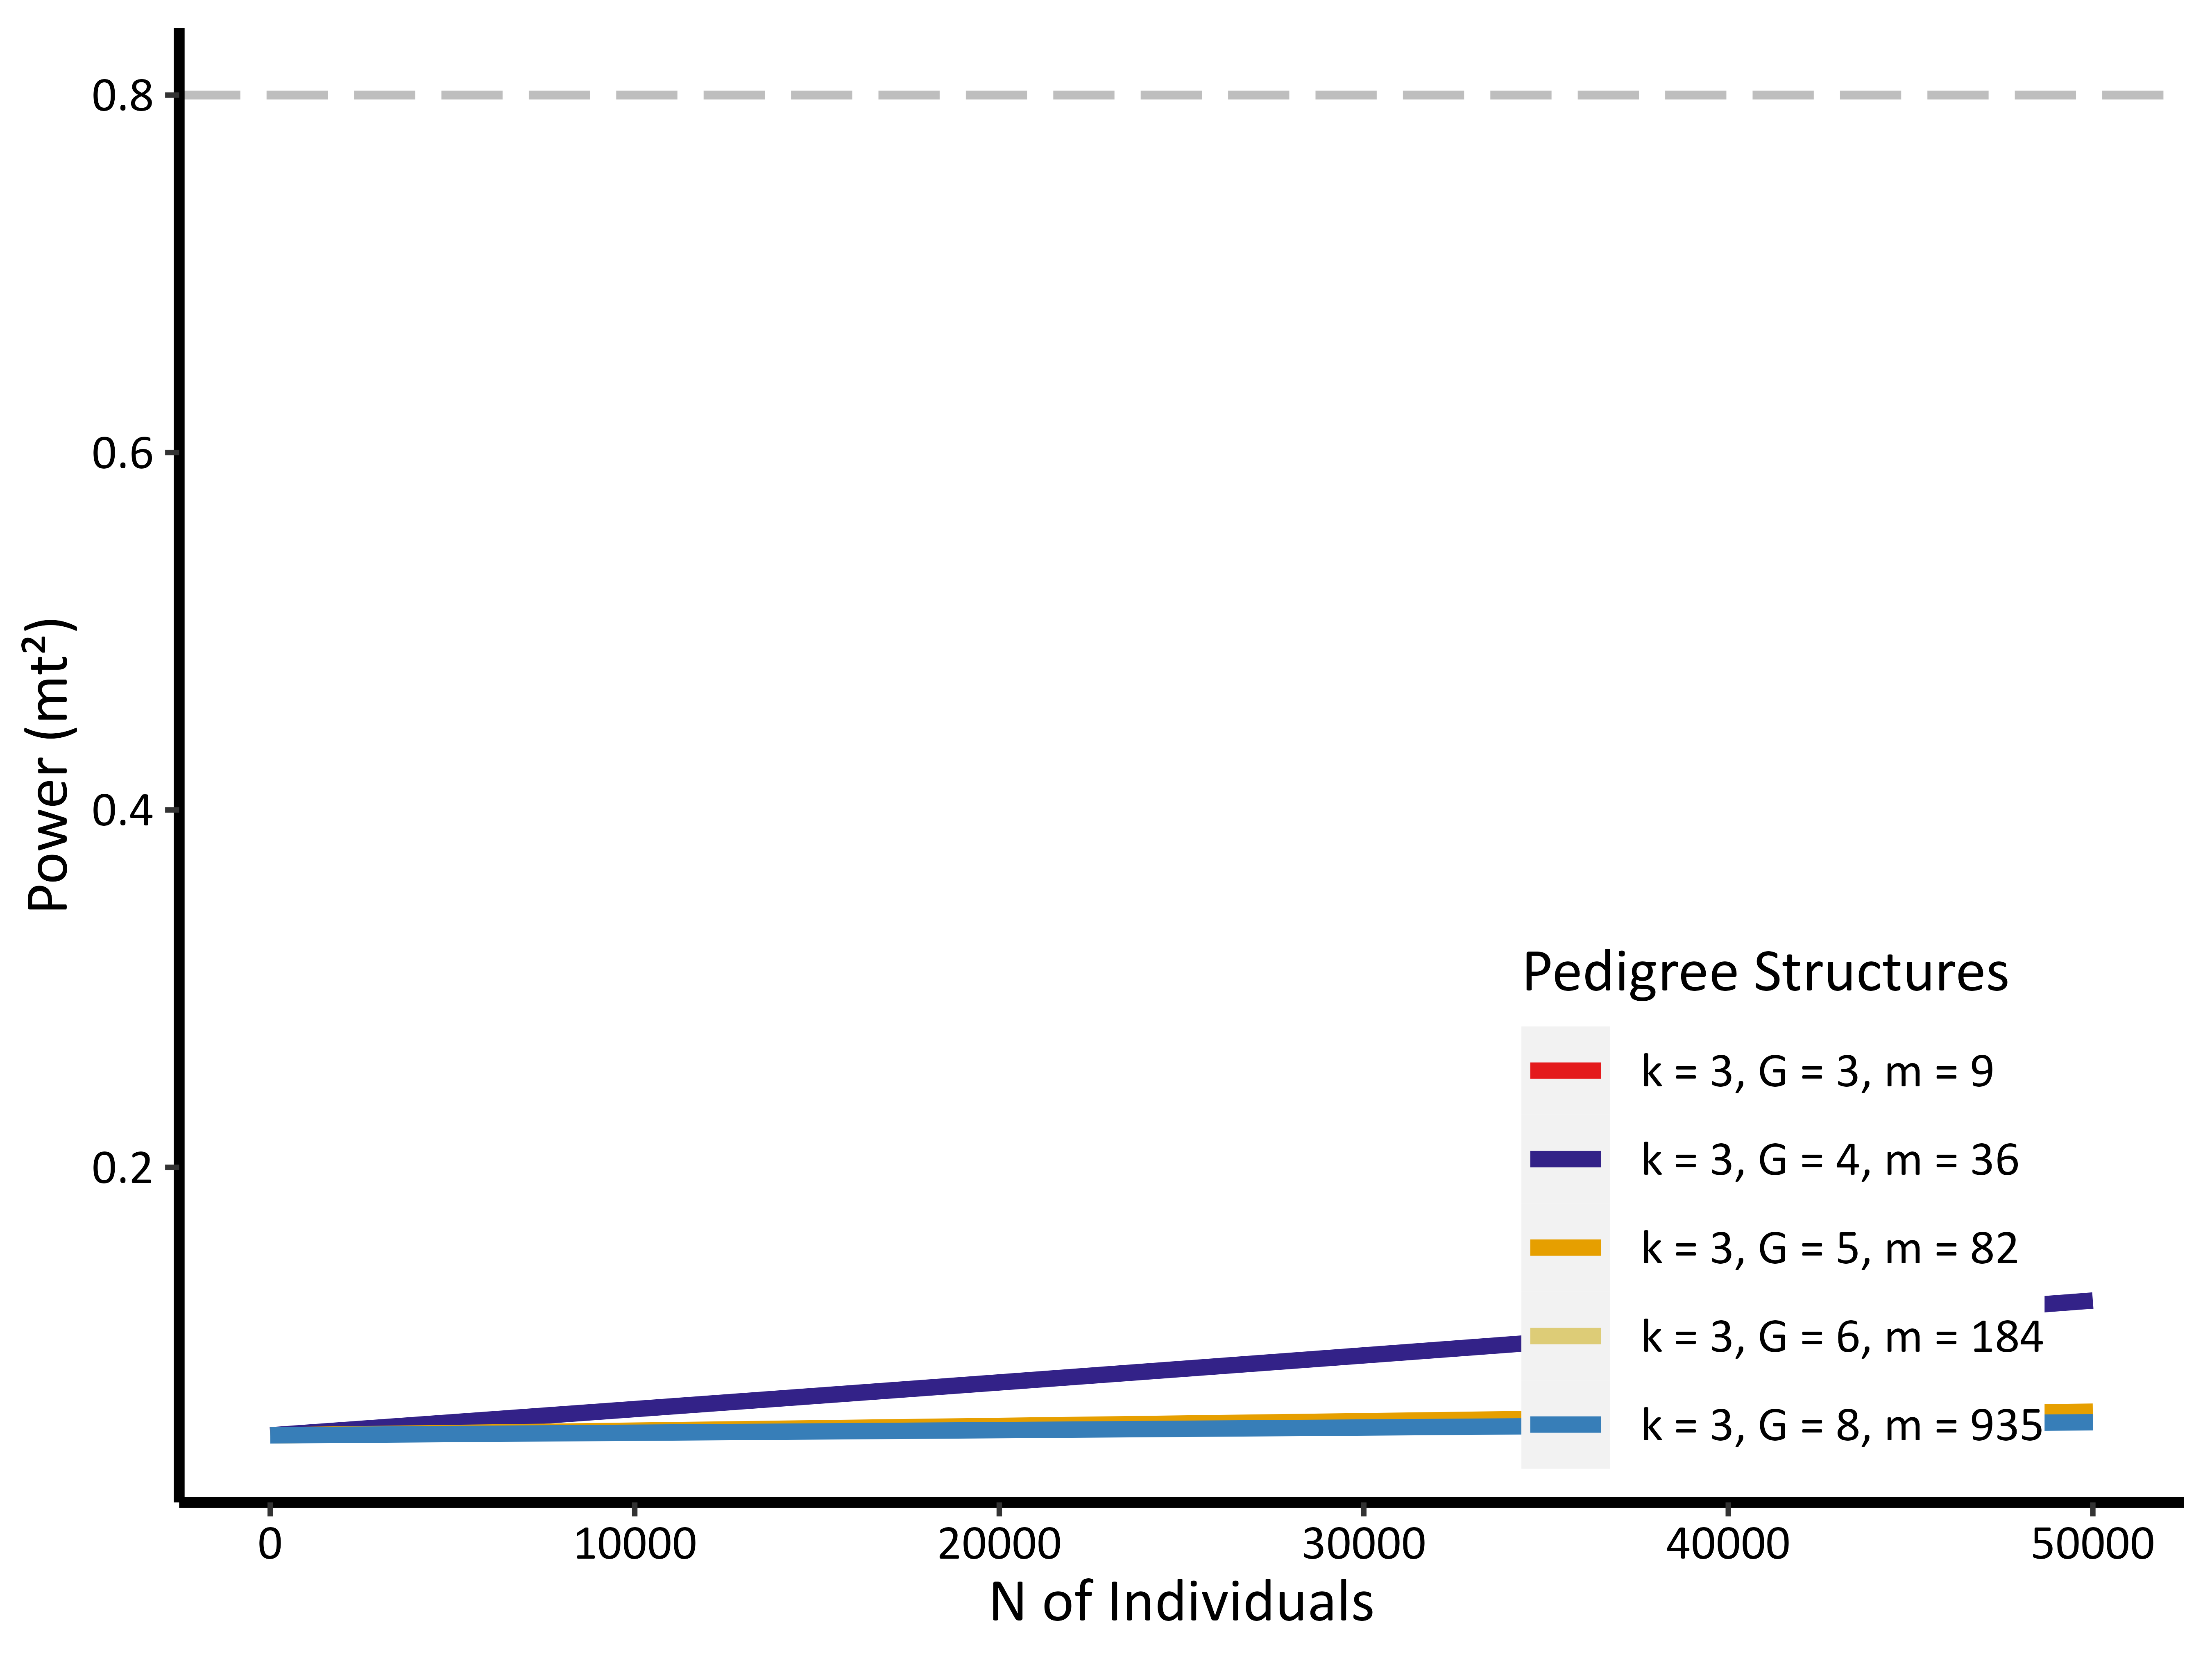 0.8
0.6
0.4
0.2
Power (mt²)
Pedigree Structures
k = 3, G = 3, m = 9
k = 3, G = 4, m = 36
k = 3, G = 5, m = 82
k = 3, G = 6, m = 184
k = 3, G = 8, m = 935
0 10000 20000 30000 40000 50000
N of Individuals